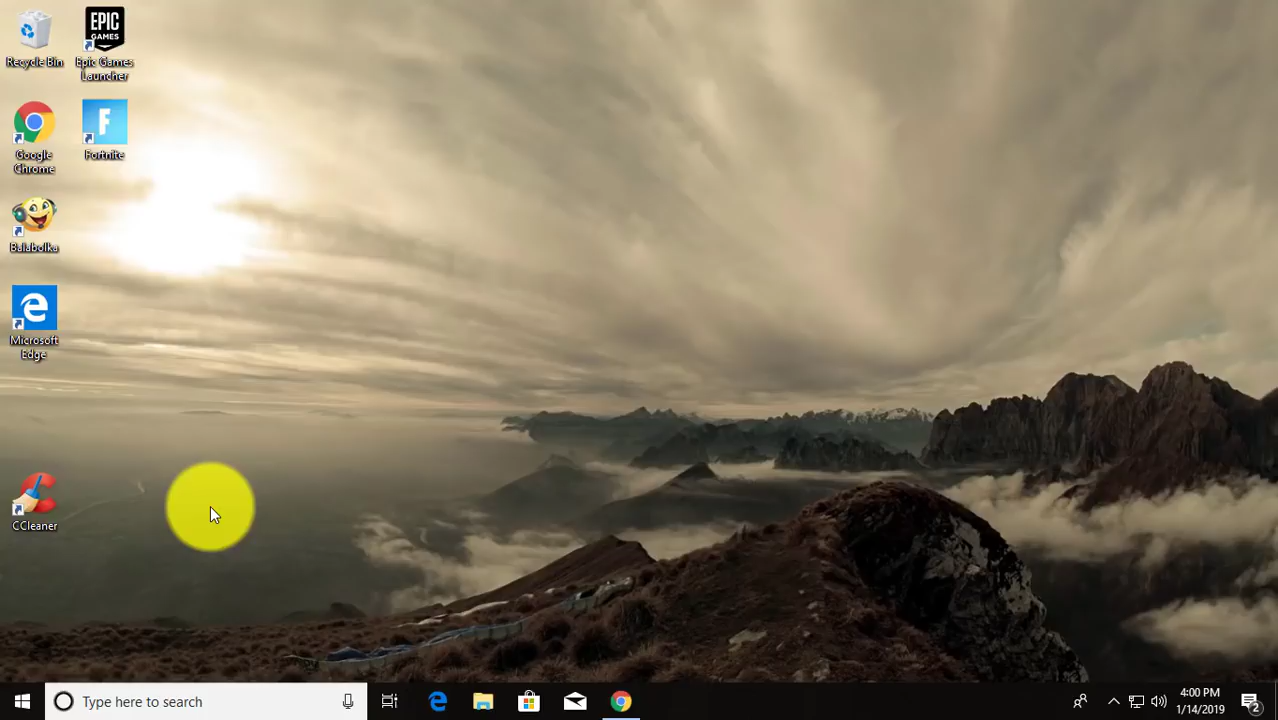 Recycle Bin
EPIC
GAMES
Epic Games
Launcher
Google
Chrome
F
Fortnite
Balabolka
Microsoft
Edge
CCleaner
Type here to search
4:00 PM
1/14/2019
2